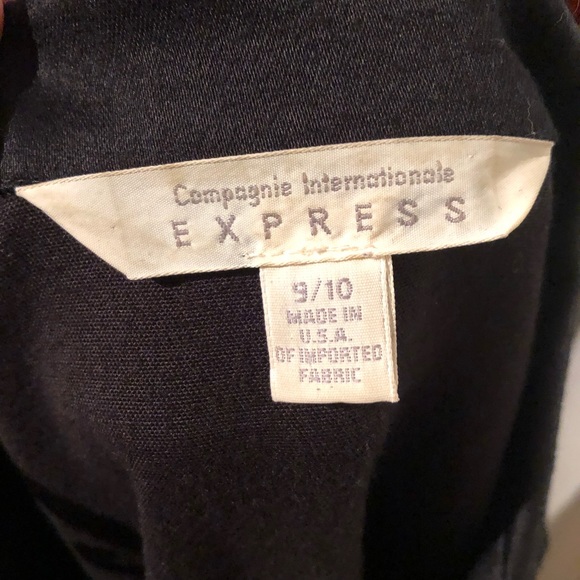 Compagnie Internationale
EXPRESS
9/10
MADE IN
U.S.A.
OF IMPORTED
FABRIC